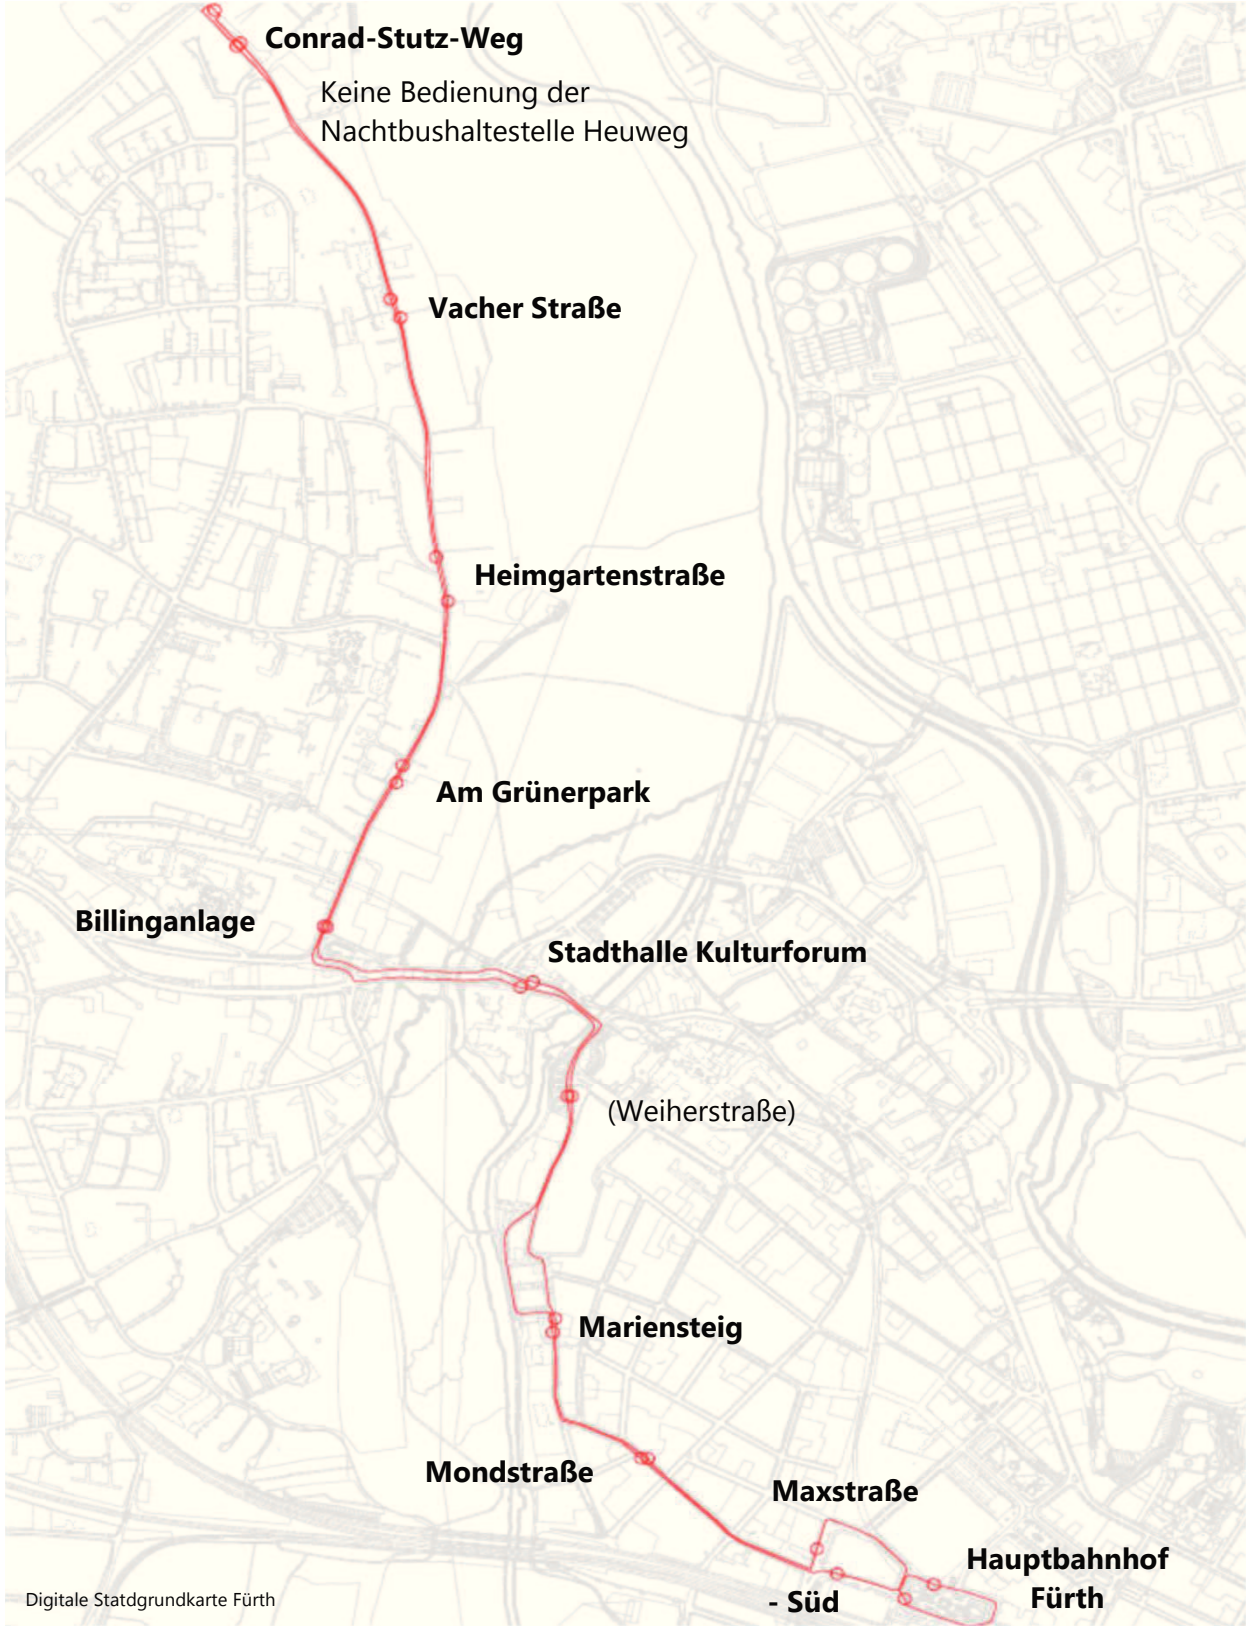 Conrad-Stutz-Weg
Keine Bedienung der
Nachtbushaltestelle Heuweg
Vacher Straße
Heimgartenstraße
Am Grünerpark
Billinganlage
Stadthalle Kulturforum
(Weiherstraße)
Mariensteig
Mondstraße
Maxstraße
Hauptbahnhof
Fürth
- Süd
Digitale Statdgrundkarte Fürth